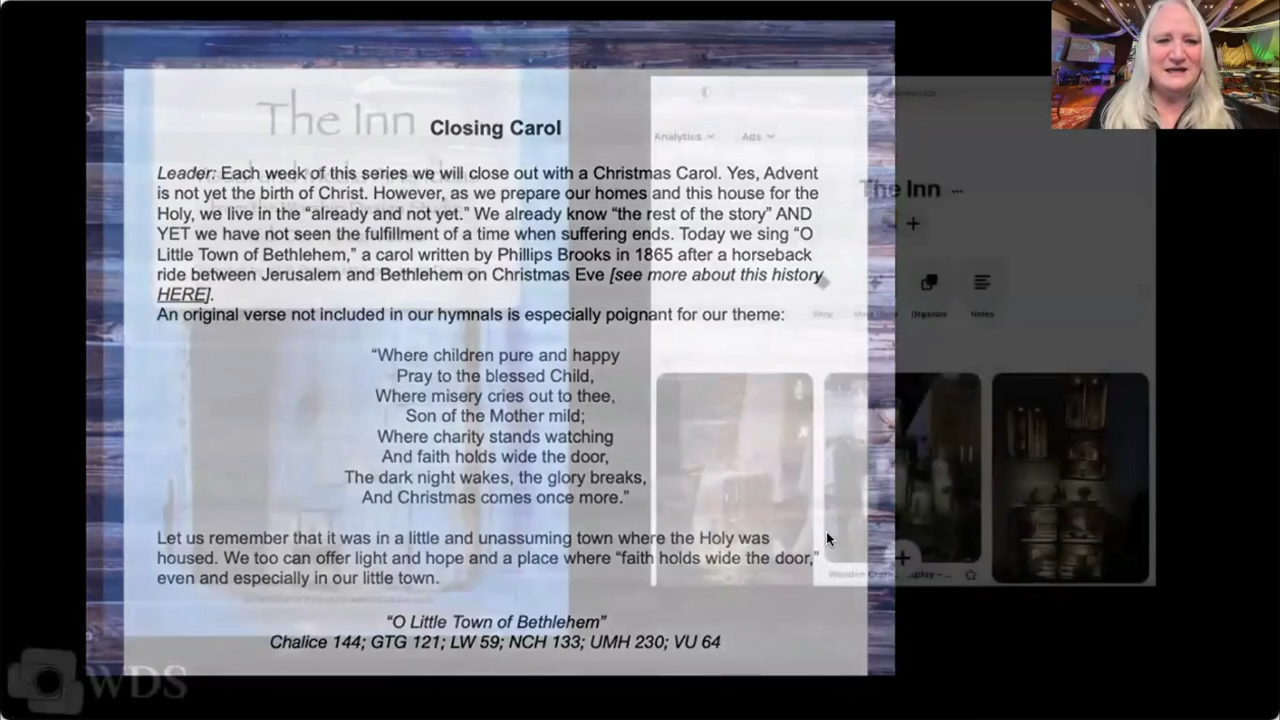 The Inn
Closing Carol
Leader: Each week of this series we will close out with a Christmas Carol. Yes, Advent
is not yet the birth of Christ. However, as we prepare our homes and this house for the
Holy, we live in the “already and not yet.” We already know “the rest of the story” AND
YET we have not seen the fulfillment of a time when suffering ends. Today we sing “O
Little Town of Bethlehem,” a carol written by Phillips Brooks in 1865 after a horseback
ride between Jerusalem and Bethlehem on Christmas Eve [see more about this history
HERE].
An original verse not included in our hymnals is especially poignant for our theme:
“Where children pure and happy
Pray to the blessed Child,
Where misery cries out to thee,
Son of the Mother mild;
Where charity stands watching
And faith holds wide the door,
The dark night wakes, the glory breaks,
And Christmas comes once more.”
Let us remember that it was in a little and unassuming town where the Holy was
housed. We too can offer light and hope and a place where “faith holds wide the door,”
even and especially in our little town.
“O Little Town of Bethlehem”
Chalice 144; GTG 121; LW 59; NCH 133; UMH 230; VU 64
Analytics Ads
The Inn ...
Organize Notes
WDS